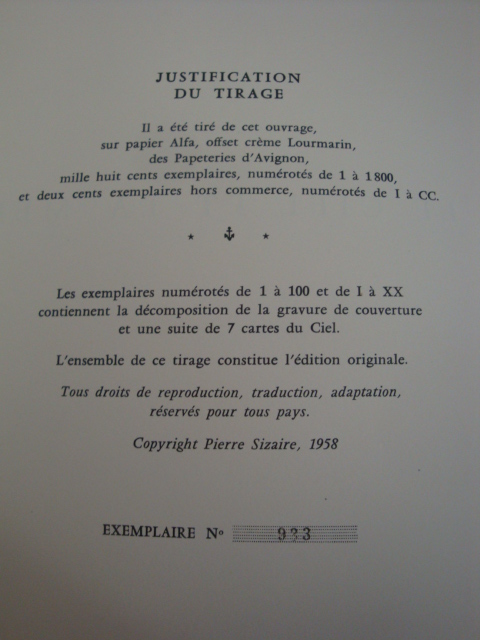 JUSTIFICATION
DU TIRAGE
Il a été tiré de cet ouvrage,
sur papier Alfa, offset crème Lourmarin,
des Papeteries d'Avignon,
mille huit cents exemplaires, numérotés de 1 à 1800,
et deux cents exemplaires hors commerce, numérotés de I à CC.
Les exemplaires numérotés de 1 à 100 et de I à XX
contiennent la décomposition de la gravure de couverture
et une suite de 7 cartes du Ciel.
L'ensemble de ce tirage constitue l'édition originale.
Tous droits de reproduction, traduction, adaptation,
réservés pour tous pays.
Copyright Pierre Sizaire, 1958
EXEMPLAIRE No